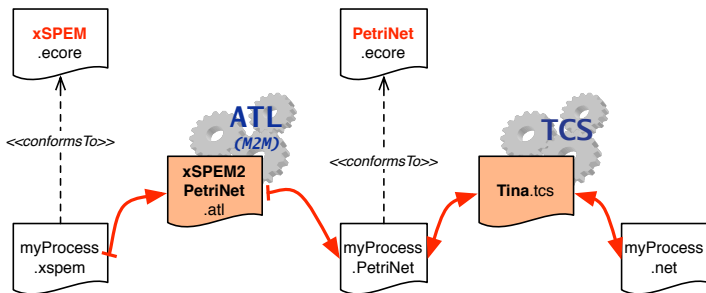 xSPEM
.ecore
PetriNet
.ecore
ATL
(M2M)
TCS
<<conformsTo>>
<<conformsTo>>
xSPEM2
PetriNet
.atl
Tina.tcs
myProcess
.xspem
myProcess
.PetriNet
myProcess
.net